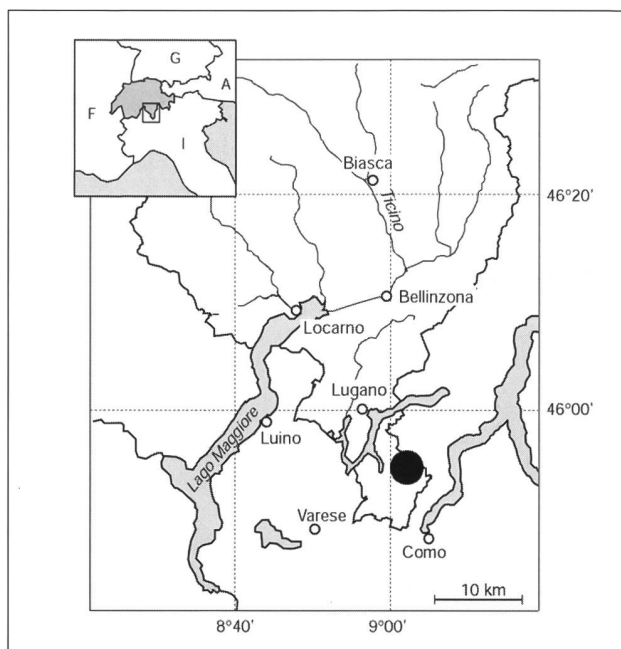 G
A
F
I
Biasca
Ticino
46°20'
Bellinzona
Locarno
Lugano
46°00'
Luino
Lago Maggiore
Varese
Como
10 km
8°40'
9°00'